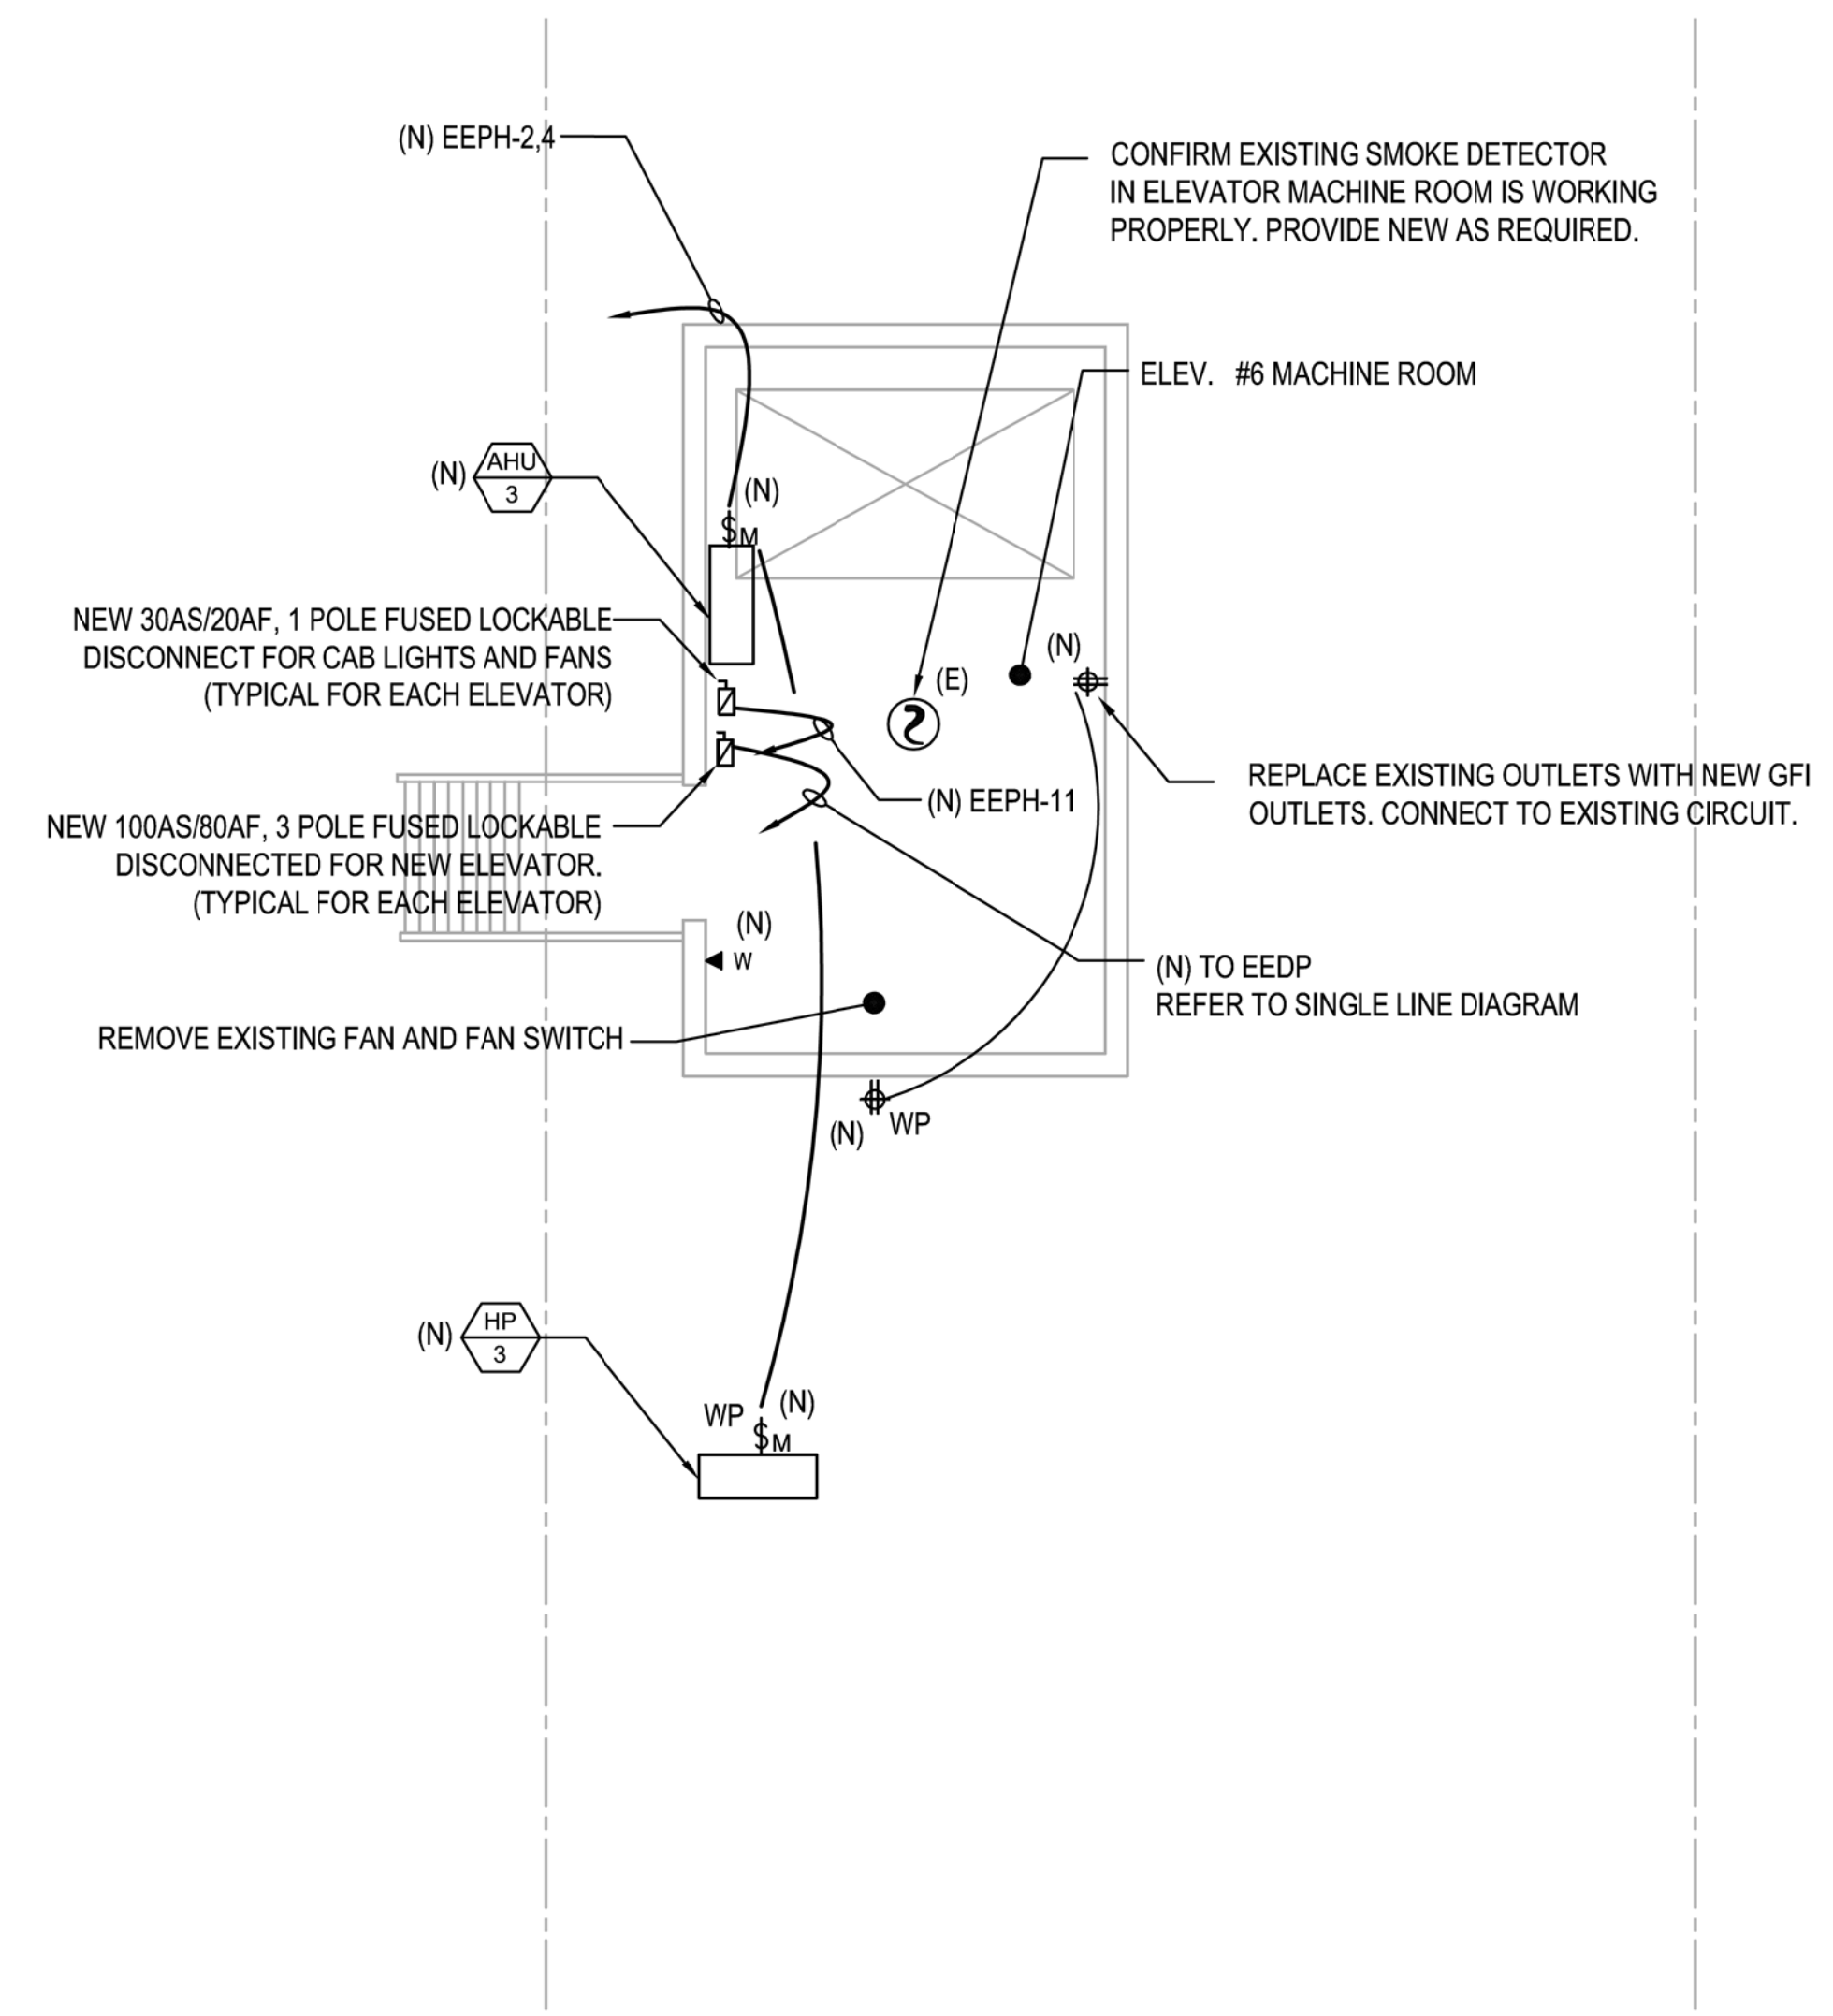 (N) EEPH-2,4
CONFIRM EXISTING SMOKE DETECTOR
IN ELEVATOR MACHINE ROOM IS WORKING
PROPERLY. PROVIDE NEW AS REQUIRED.
ELEV. #6 MACHINE ROOM
(N)
AHU
3
(N)
$M
NEW 30AS/20AF, 1 POLE FUSED LOCKABLE
DISCONNECT FOR CAB LIGHTS AND FANS
(TYPICAL FOR EACH ELEVATOR)
(N)
(E)
REPLACE EXISTING OUTLETS WITH NEW GFI
OUTLETS. CONNECT TO EXISTING CIRCUIT.
(N) EEPH-11
NEW 100AS/80AF, 3 POLE FUSED LOCKABLE
DISCONNECTED FOR NEW ELEVATOR.
(TYPICAL FOR EACH ELEVATOR)
(N)
W
(N) TO EEDP
REFER TO SINGLE LINE DIAGRAM
REMOVE EXISTING FAN AND FAN SWITCH
(N)
WP
(N)
HP
3
WP
(N)
$M